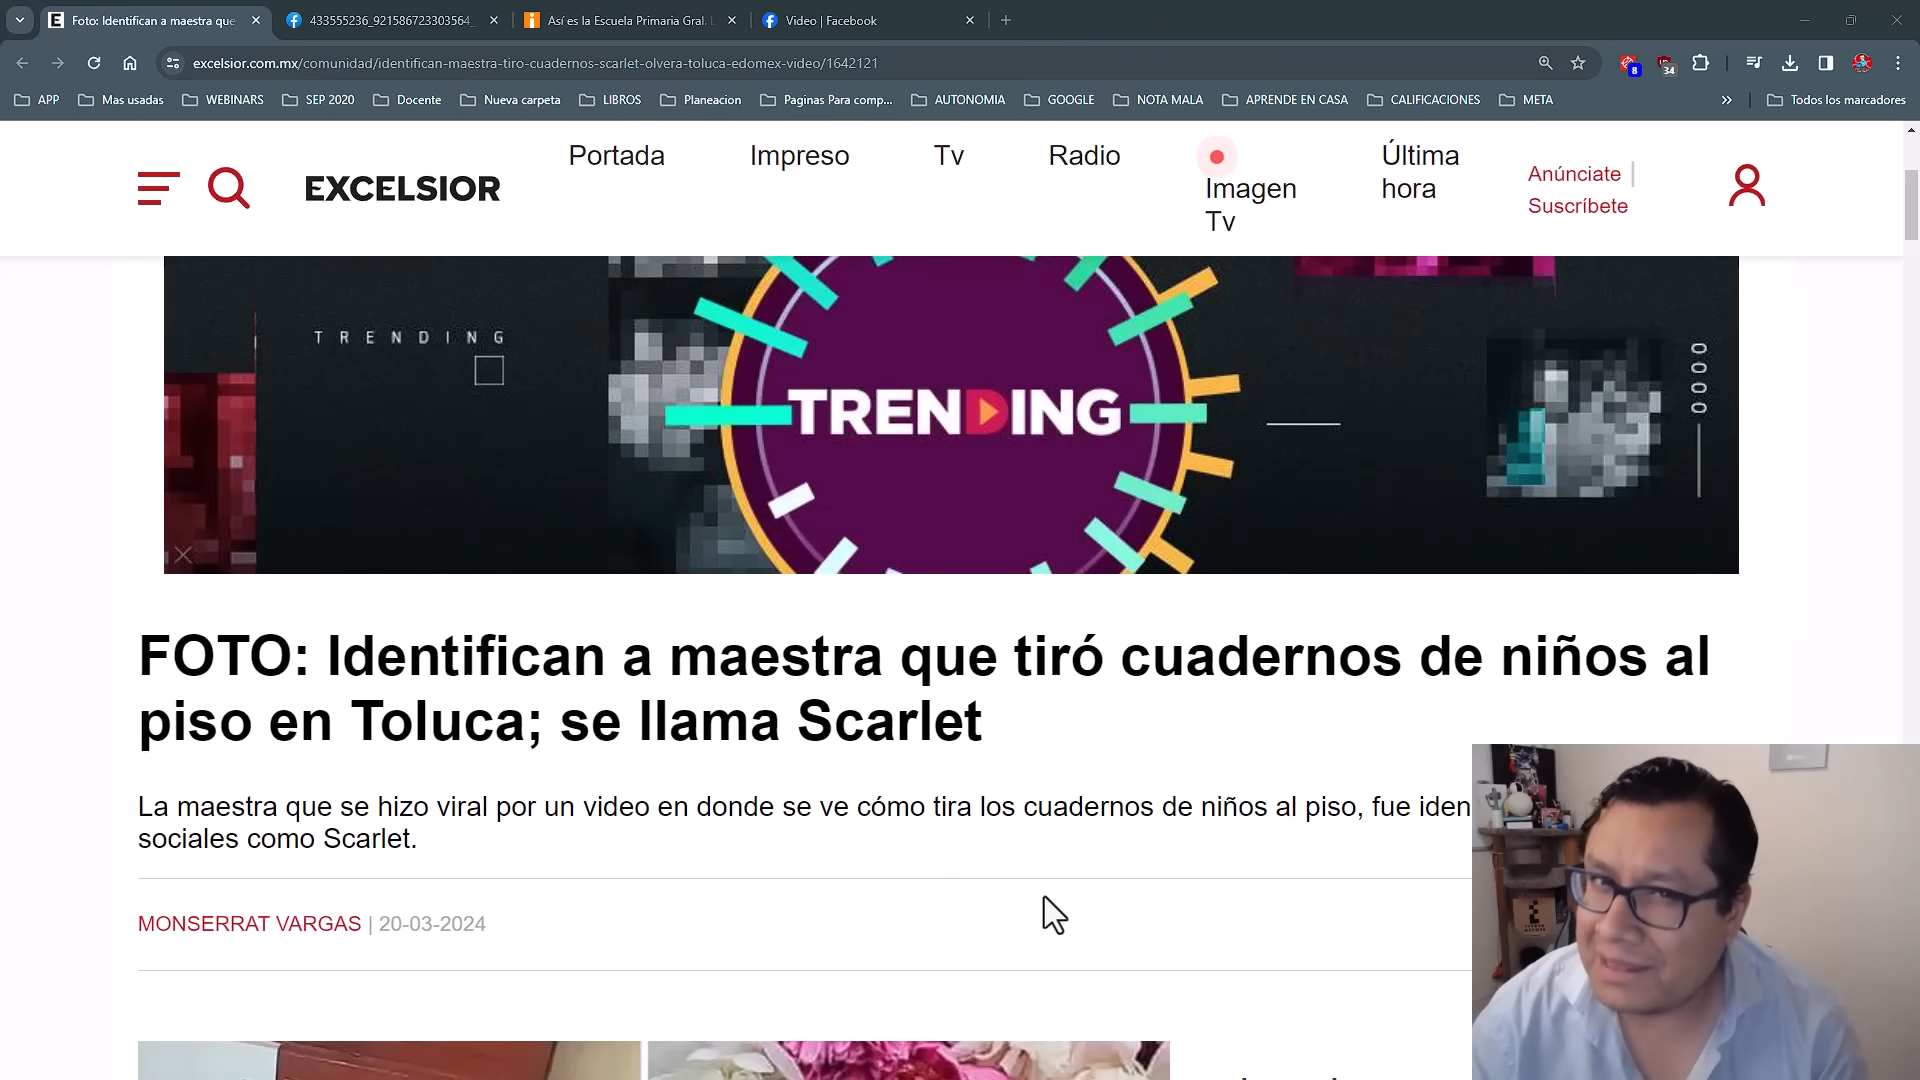 Foto: Identifican a maestra que
433555236_921586723303564_
Así es la Escuela Primaria Gral.
Video | Facebook
excelsior.com.mx/comunidad/identifican-maestra-tiro-cuadernos-scarlet-olvera-toluca-edomex-video/1642121
8
34
APP
Mas usadas
WEBINARS
SEP 2020
Docente
Nueva carpeta
LIBROS
Planeacion
Paginas Para comp...
AUTONOMIA
GOOGLE
NOTA MALA
APRENDE EN CASA
CALIFICACIONES
META
Todos los marcadores
EXCELSIOR
Portada
Impreso
Tv
Radio
Imagen
Tv
Última
hora
Anúnciate
Suscríbete
TRENDING
TRENDING
0000
FOTO: Identifican a maestra que tiró cuadernos de niños al
piso en Toluca; se llama Scarlet
La maestra que se hizo viral por un video en donde se ve cómo tira los cuadernos de niños al piso, fue iden
sociales como Scarlet.
MONSERRAT VARGAS | 20-03-2024